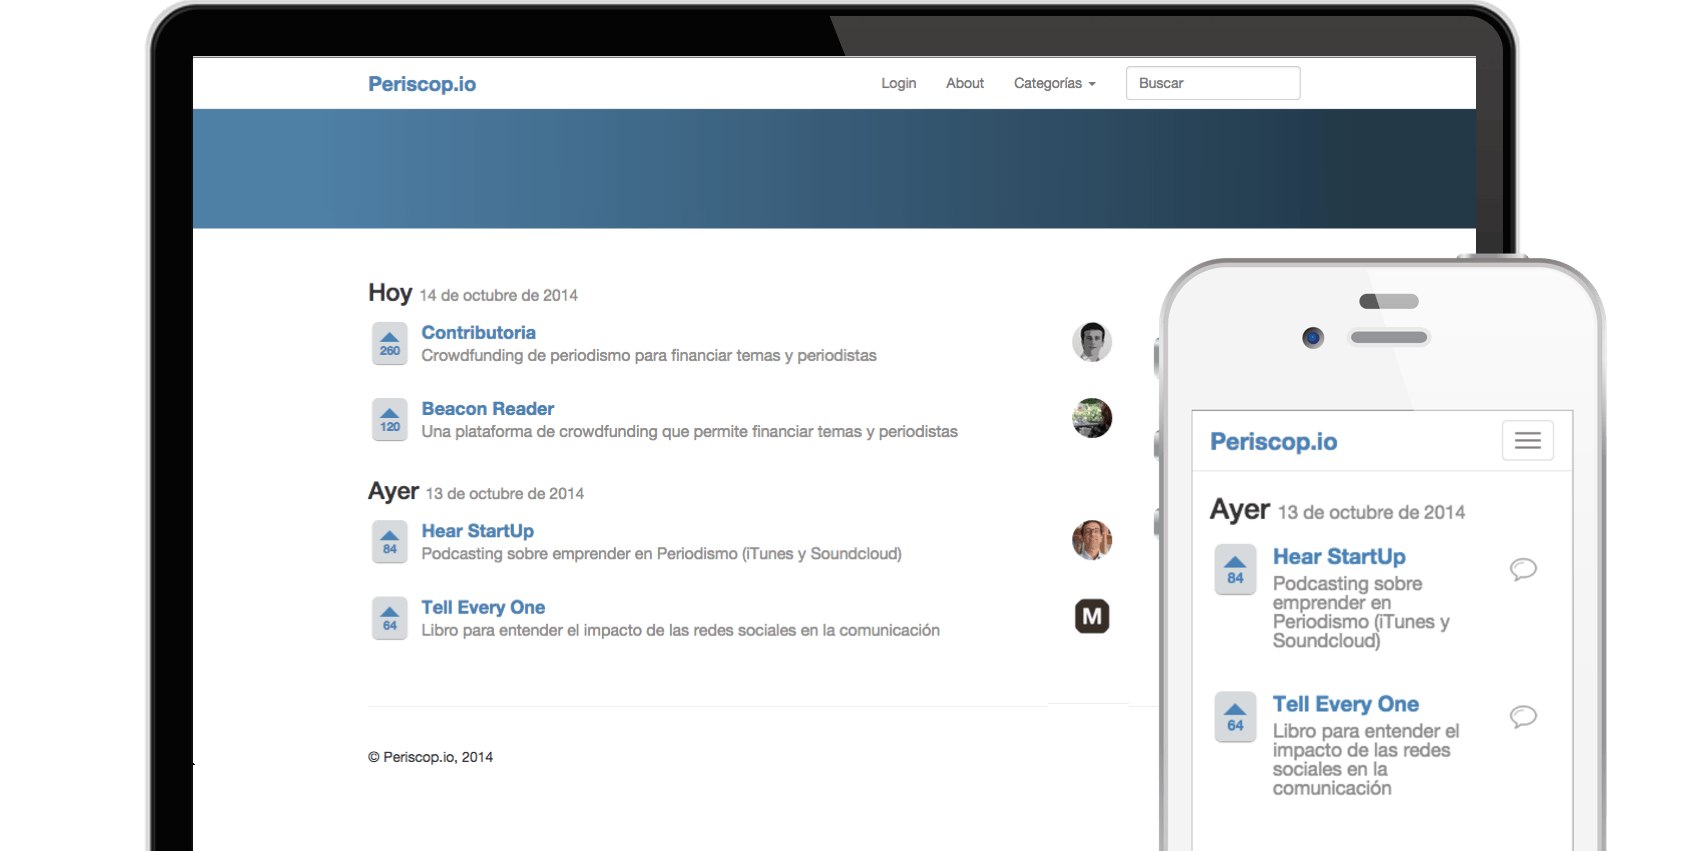 Periscop.io
Login About Categorías Buscar
Hoy 14 de octubre de 2014
260
Contributoria
Crowdfunding de periodismo para financiar temas y periodistas
120
Beacon Reader
Una plataforma de crowdfunding que permite financiar temas y periodistas
Ayer 13 de octubre de 2014
84
Hear StartUp
Podcasting sobre emprender en Periodismo (iTunes y Soundcloud)
64
Tell Every One
Libro para entender el impacto de las redes sociales en la comunicación
M
© Periscop.io, 2014
Periscop.io
Ayer 13 de octubre de 2014
84
Hear StartUp
Podcasting sobre
emprender en
Periodismo (iTunes y
Soundcloud)
64
Tell Every One
Libro para entender el
impacto de las redes
sociales en la
comunicación